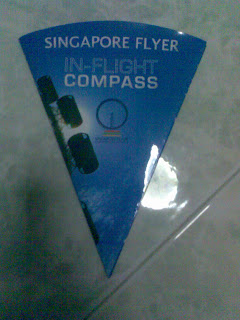 SINGAPORE FLYER
IN-FLIGHT
COMPASS